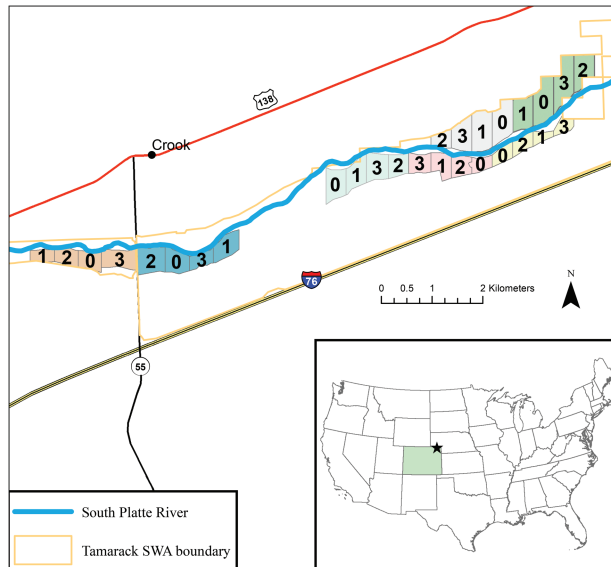 138
Crook
2 3 1 0 1 0 3 2
0 1 3 2 3 1 2 0 0 2 1 3
1 2 0 3 2 0 3 1
76
N
0 0.5 1 2 Kilometers
55
South Platte River
Tamarack SWA boundary